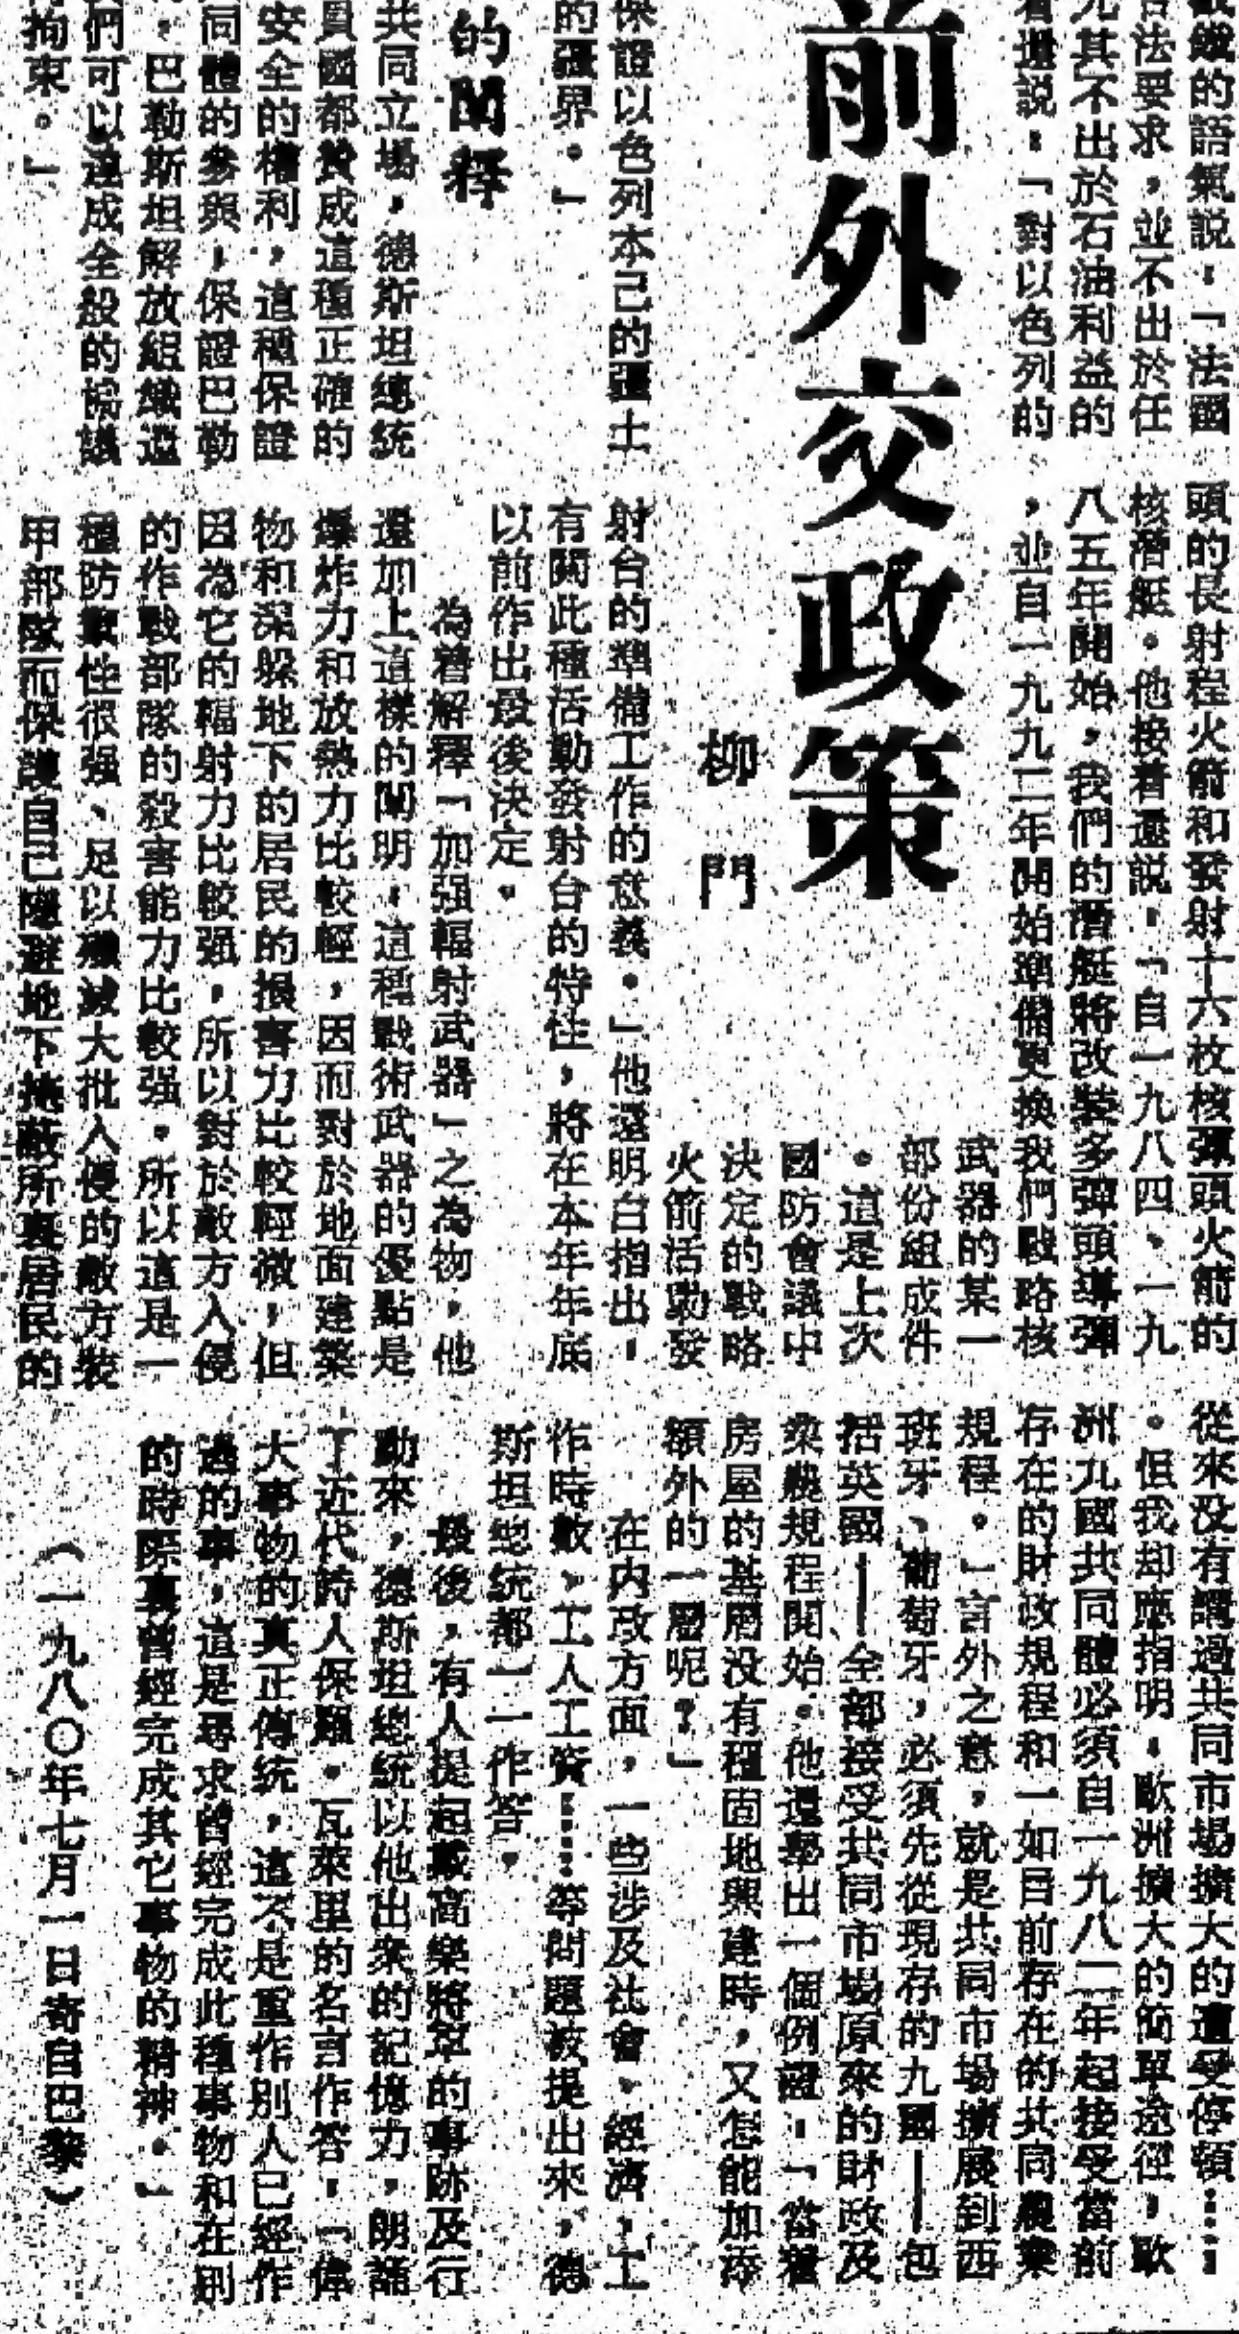 鐵的語氣説：「法國
法要求，並不出於任
其不出於石油利益的
着還説：「對以色列的
前外交政策
柳門
保證以色列本己的疆土
的疆界。」
的闡釋
共同立場，德斯坦總統
員國都贊成這種正確的
安全的權利，這種保證
同體的參與，保證巴勒
，巴勒斯坦解放組織還
們可以達成全般的協議
拘束。」
頭的長射程火箭和發射十六枚核彈頭火箭的
核潛艇。他接着還説：「自一九八四、一九
八五年開始，我們的潛艇將改裝多彈頭導彈
，並自一九九二年開始準備更換我們戰略核
武器的某一
部份組成件
。這是上次
國防會議中
決定的戰略
火箭活動發
射台的準備工作的意義。」他還明白指出，
有關此種活動發射台的特性，將在本年年底
以前作出最後決定。
為着解釋「加强輻射武器」之為物，他
還加上這樣的闡明，這種戰術武器的優點是
爆炸力和放熱力比較輕，因而對於地面建築
物和深躲地下的居民的損害力比較輕微，但
因為它的輻射力比較强，所以對於敵方入侵
的作戰部隊的殺害能力比較强。所以這是一
種防禦性很强、足以殲滅大批入侵的敵方裝
甲部隊而保護自己隱避地下掩蔽所裏居民的
從來没有講過共同市場擴大的遭受停頓……
。但我却應指明，歐洲擴大的簡單途徑，歐
洲九國共同體必須自一九八二年起接受當前
存在的財政規程和一如目前存在的共同農業
規程。」言外之意，就是共同市場擴展到西
班牙、葡萄牙，必須先從現存的九國——包
括英國——全部接受共同市場原來的財政及
農業規程開始。他還舉出一個例證：「當着
房屋的基層没有穩固地興建時，又怎能加添
額外的一層呢？」
在内政方面，一些涉及社會、經濟，工
作時數、工人工資……等問題被提出來，德
斯坦總統都一一作答。
最後，有人提起戴高樂將軍的事跡及行
動來，德斯坦總統以他出衆的記憶力，朗誦
了近代詩人保羅・瓦萊里的名言作答：「偉
大事物的真正傳統，這不是重作別人已經作
過的事，這是尋求曾經完成此種事物和在別
的時際裏曾經完成其它事物的精神。」
（一九八〇年七月一日寄自巴黎）